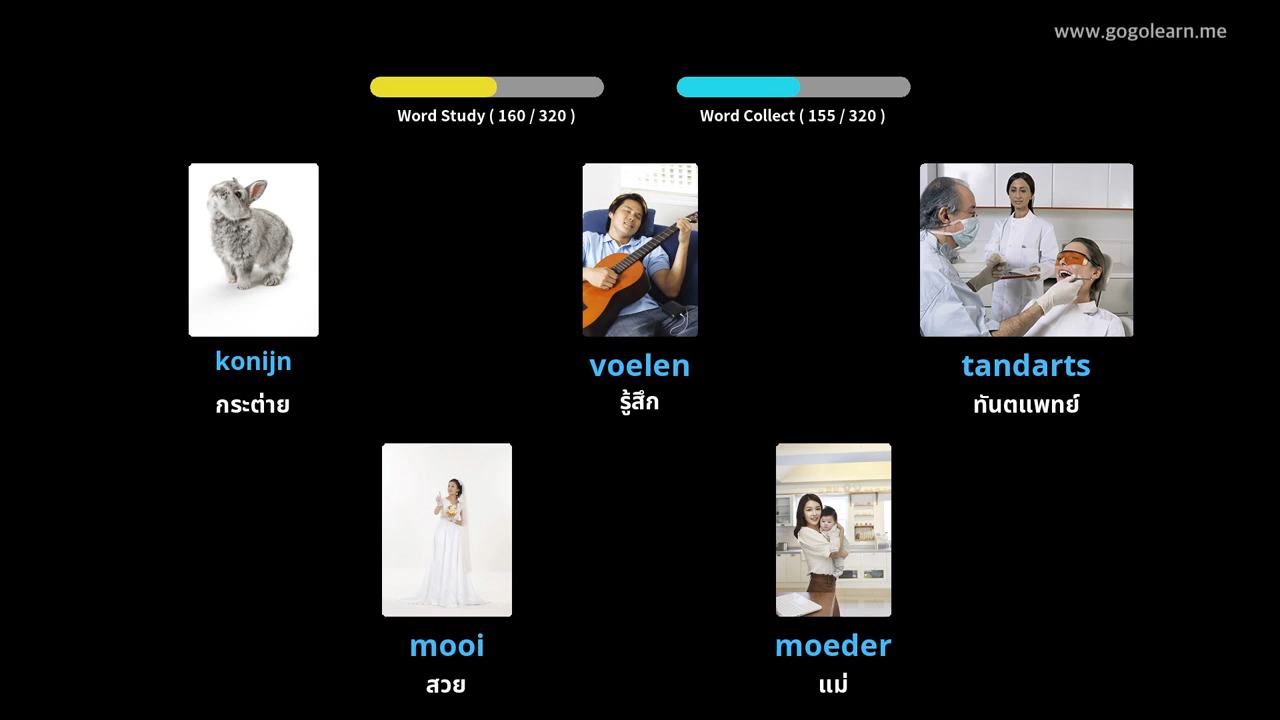 www.gogolearn.me
Word Study ( 160 / 320 )
Word Collect ( 155 / 320 )
konijn
กระต่าย
voelen
รู้สึก
tandarts
ทันตแพทย์
mooi
สวย
moeder
แม่